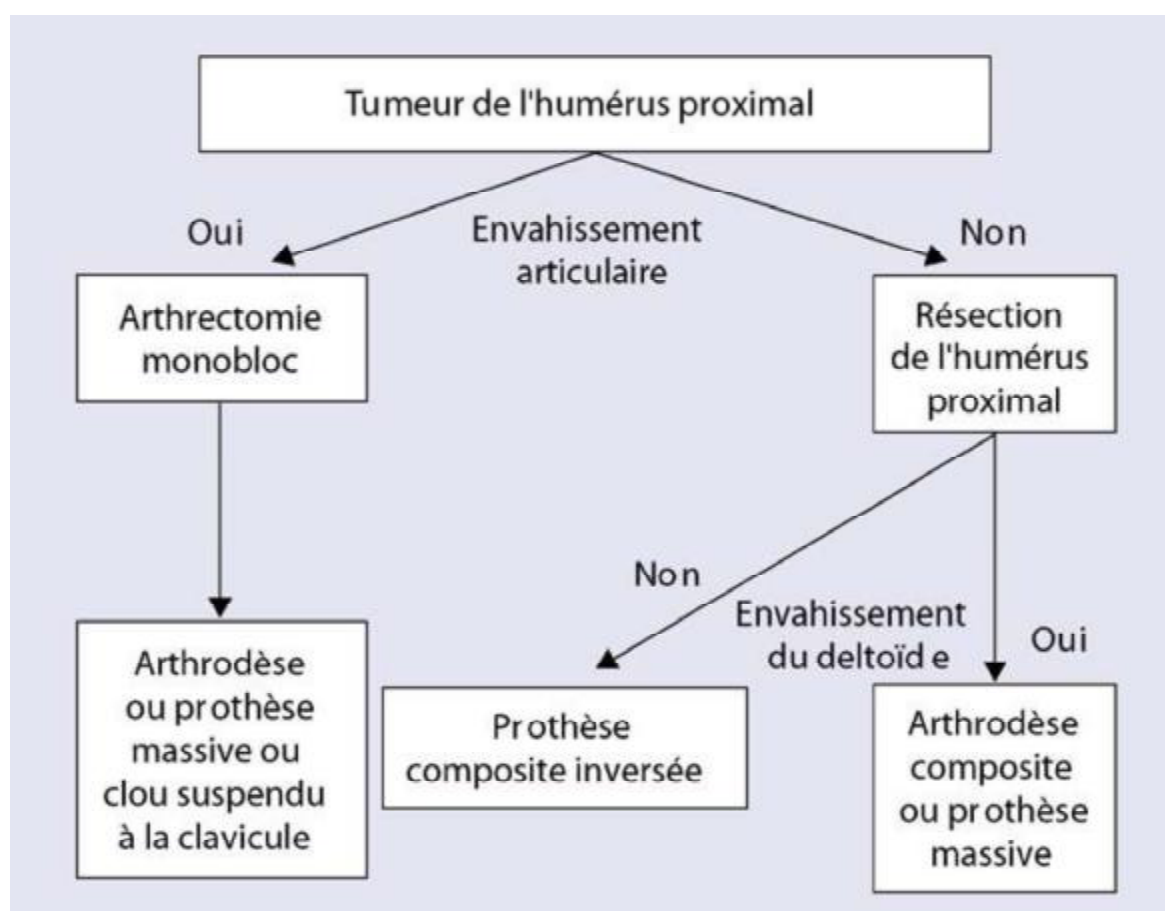 Tumeur de l'humérus proximal
Oui
Envahissement
articulaire
Non
Arthrectomie
monobloc
Résection
de l'humérus
proximal
Non
Envahissement
du deltoïd e
Oui
Arthrodèse
ou prothèse
massive ou
clou suspendu
à la clavicule
Prothèse
composite inversée
Arthrodèse
composite
ou prothèse
massive